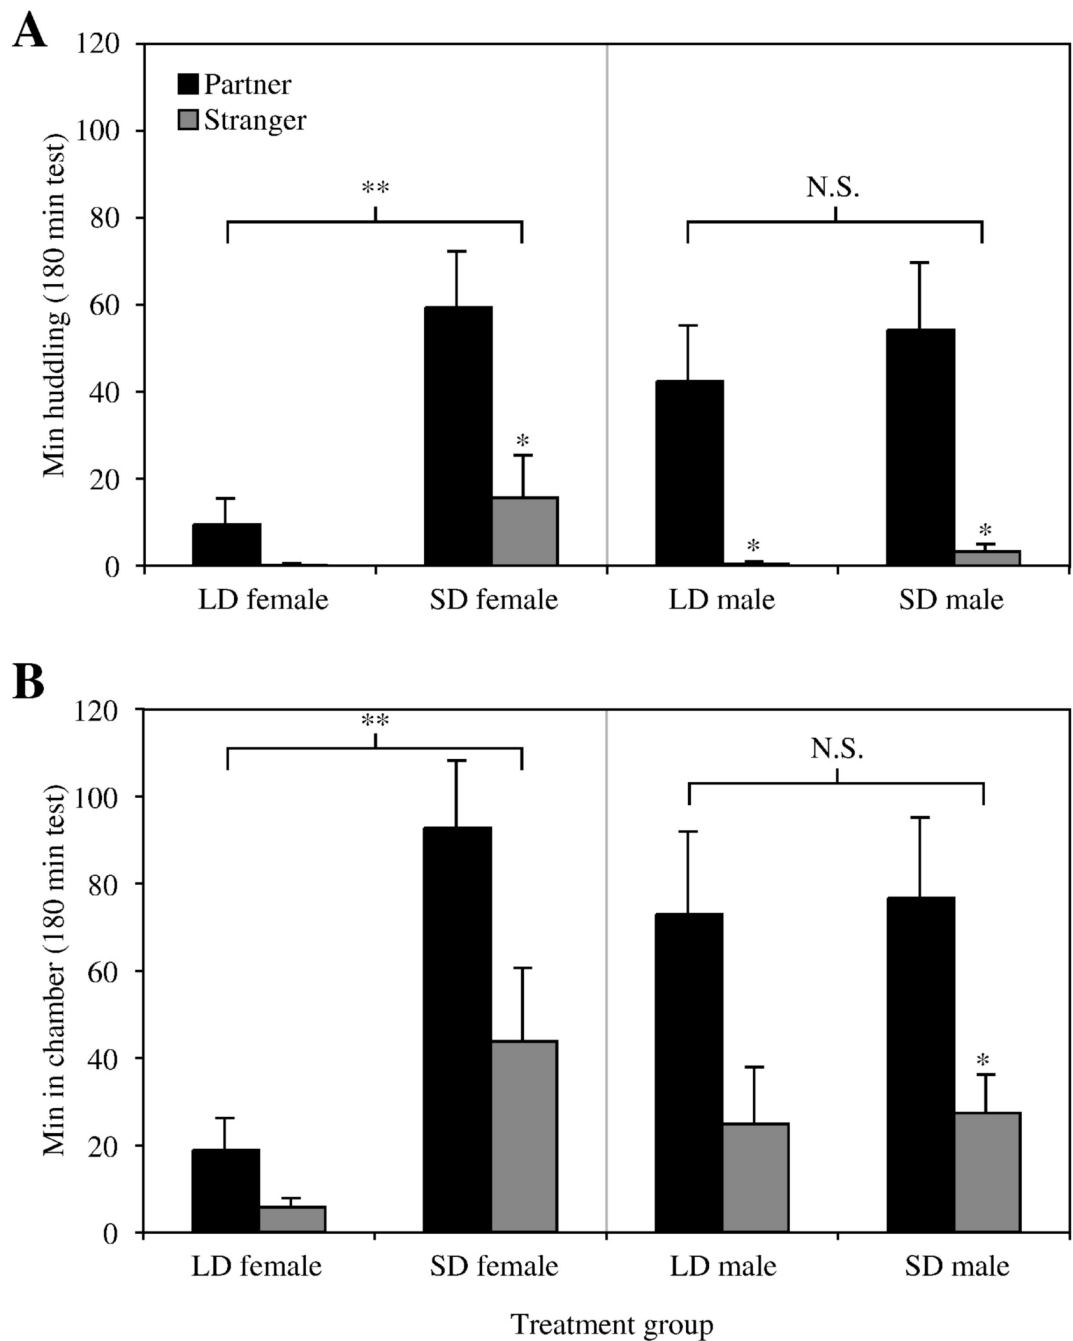 A
120
100
80
60
40
20
0
Min huddling (180 min test)
Partner
Stranger
**
N.S.
*
*
*
LD female SD female LD male SD male
B
120
100
80
60
40
20
0
Min in chamber (180 min test)
**
N.S.
*
LD female SD female LD male SD male
Treatment group